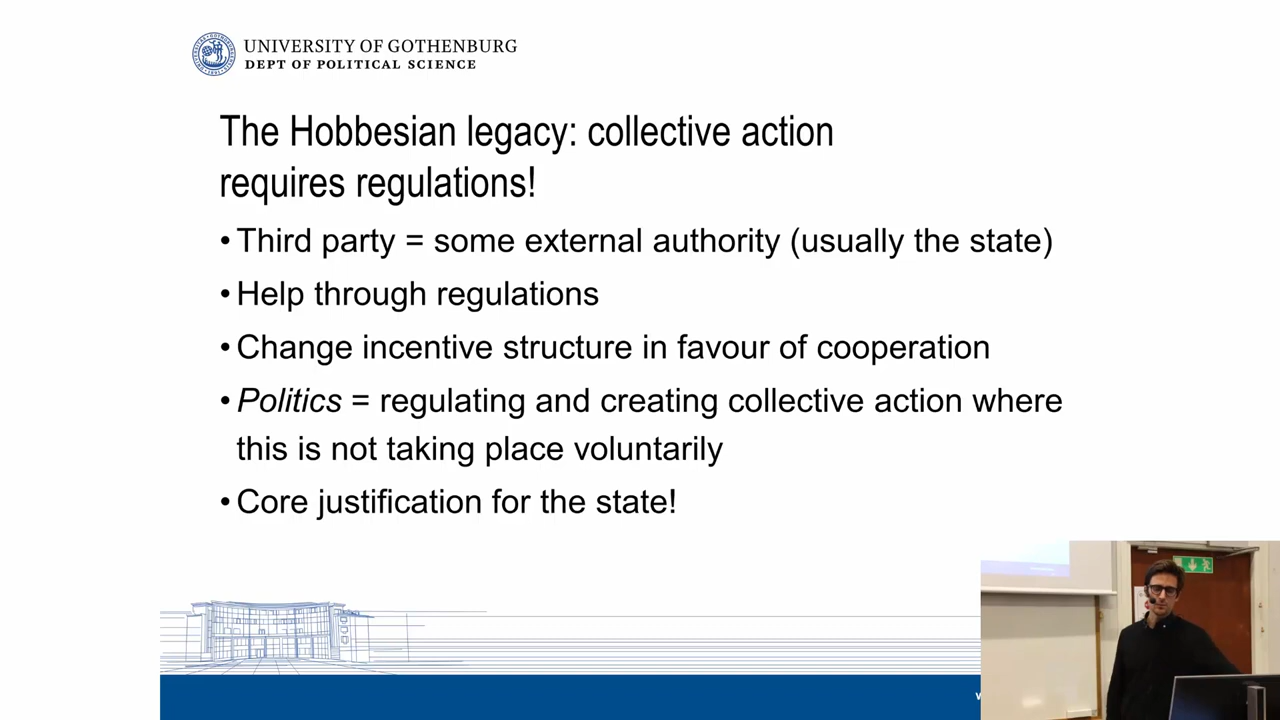 UNIVERSITY OF GOTHENBURG
DEPT OF POLITICAL SCIENCE
The Hobbesian legacy: collective action
requires regulations!
• Third party = some external authority (usually the state)
• Help through regulations
• Change incentive structure in favour of cooperation
• Politics = regulating and creating collective action where
this is not taking place voluntarily
• Core justification for the state!